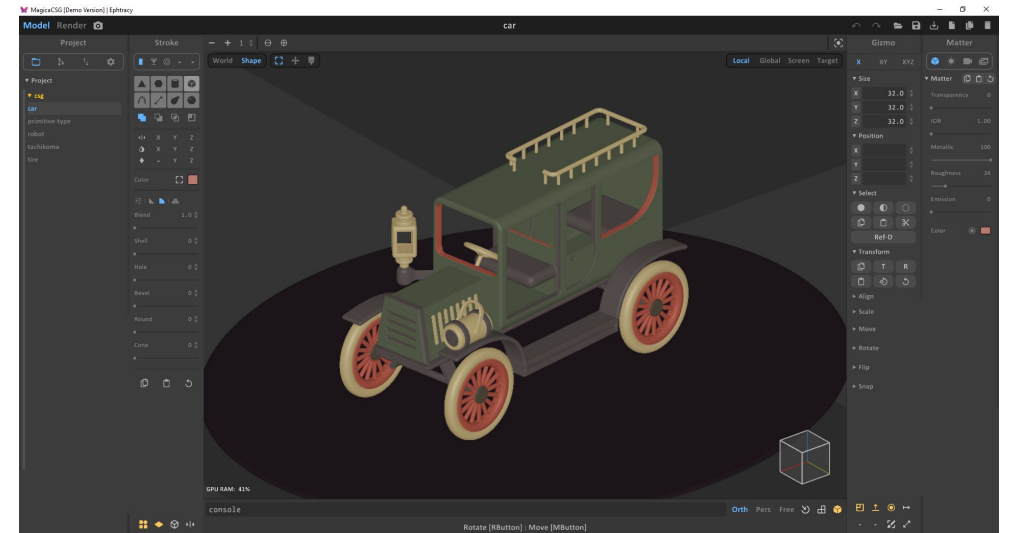 MagicaCSG [Demo Version] | Ephtracy
Model Render
car
Project
Stroke
- + 1
Gizmo
Matter
World Shape
Local Global Screen Target
X XY XYZ
Project
csg
car
primitive type
robot
tachikoma
tire
X Y Z
X Y Z
- Y Z
Color
Blend 1.0
Shell 0
Hole 0
Bevel 0
Round 0
Cone 0
Size
X 32.0
Y 32.0
Z 32.0
Position
X
Y
Z
Select
Ref-D
Transform
T R
Align
Scale
Move
Rotate
Flip
Snap
Matter
Transparency 0
IOR 1.00
Metallic 100
Roughness 26
Emission 0
Color
GPU RAM: 41%
console
Orth Pers Free
Rotate [RButton] : Move [MButton]